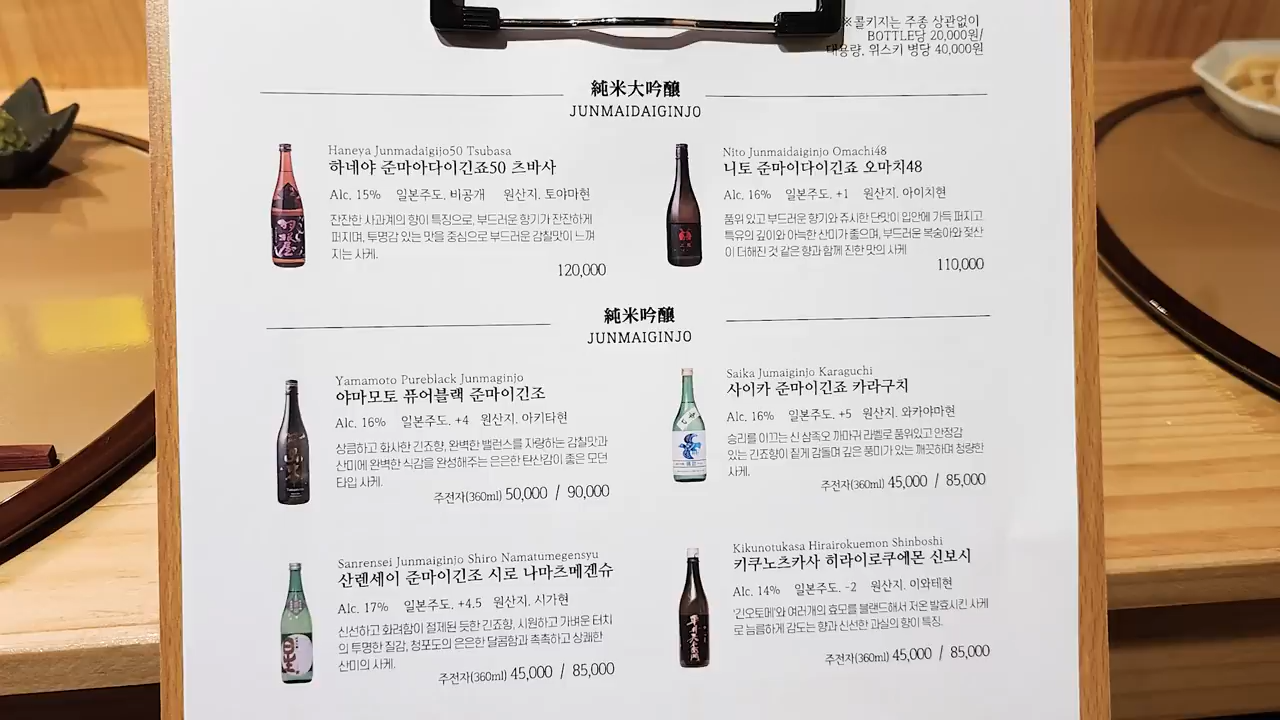 ※콜키지는 주종 상관없이
BOTTLE당 20,000원/
대용량, 위스키 병당 40,000원
純米大吟醸
JUNMAIDAIGINJO
Haneya Junmadaigijo50 Tsubasa
하네야 준마아다이긴죠50 츠바사
Alc. 15% 일본주도. 비공개 원산지. 토야마현
잔잔한 사과계의 향이 특징으로, 부드러운 향기가 잔잔하게
퍼지며, 투명감 있는 맛을 중심으로 부드러운 감칠맛이 느껴
지는 사케.
120,000
Nito Junmaidaiginjo Omachi48
니토 준마이다이긴죠 오마치48
Alc. 16% 일본주도. +1 원산지. 아이치현
품위 있고 부드러운 향기와 쥬시한 단맛이 입안에 가득 퍼지고
특유의 깊이와 아늑한 산미가 좋으며, 부드러운 복숭아와 젖산
이 더해진 것 같은 향과 함께 진한 맛의 사케
110,000
純米吟醸
JUNMAIGINJO
Yamamoto Pureblack Junmaginjo
야마모토 퓨어블랙 준마이긴조
Alc. 16% 일본주도. +4 원산지. 아키타현
상큼하고 화사한 긴죠향, 완벽한 밸런스를 자랑하는 감칠맛과
산미에 완벽한 식감을 완성해주는 은은한 탄산감이 좋은 모던
타입 사케.
주전자(360ml) 50,000 / 90,000
Saika Jumaiginjo Karaguchi
사이카 준마이긴죠 카라구치
Alc. 16% 일본주도. +5 원산지. 와카야마현
승리를 이끄는 신 삼족오 까마귀 라벨로 품위있고 안정감
있는 긴죠향이 짙게 감돌며 깊은 풍미가 있는 깨끗하며 청량한
사케.
주전자(360ml) 45,000 / 85,000
Sanrensei Junmaiginjo Shiro Namatumegensyu
산렌세이 준마이긴조 시로 나마츠메겐슈
Alc. 17% 일본주도. +4.5 원산지. 시가현
신선하고 화려함이 절제된 듯한 긴죠향, 시원하고 가벼운 터치
의 투명한 질감, 청포도의 은은한 달콤함과 촉촉하고 상쾌한
산미의 사케.
주전자(360ml) 45,000 / 85,000
Kikunotukasa Hirairokuemon Shinboshi
키쿠노츠카사 히라이로쿠에몬 신보시
Alc. 14% 일본주도. -2 원산지. 이와테현
'긴오토메'와 여러개의 효모를 블랜드해서 저온 발효시킨 사케
로 늠름하게 감도는 향과 신선한 과실의 향이 특징.
주전자(360ml) 45,000 / 85,000